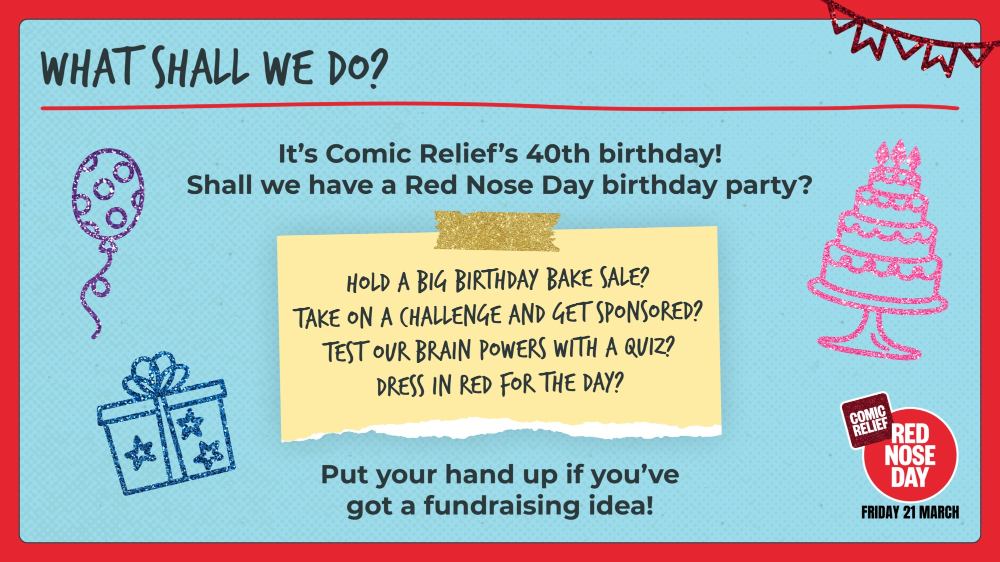 WHAT SHALL WE DO?
It's Comic Relief's 40th birthday!
Shall we have a Red Nose Day birthday party?
HOLD A BIG BIRTHDAY BAKE SALE?
TAKE ON A CHALLENGE AND GET SPONSORED?
TEST OUR BRAIN POWERS WITH A QUIZ?
DRESS IN RED FOR THE DAY?
Put your hand up if you've
got a fundraising idea!
COMIC
RELIEF
RED
NOSE
DAY
FRIDAY 21 MARCH